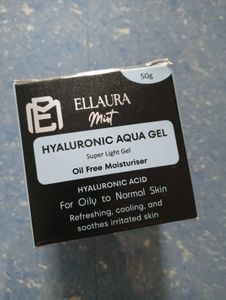 50g
ELLAURA
Mist
HYALURONIC AQUA GEL
Super Light Gel
Oil Free Moisturiser
HYALURONIC ACID
For Oily to Normal Skin
Refreshing, cooling, and
soothes irritated skin